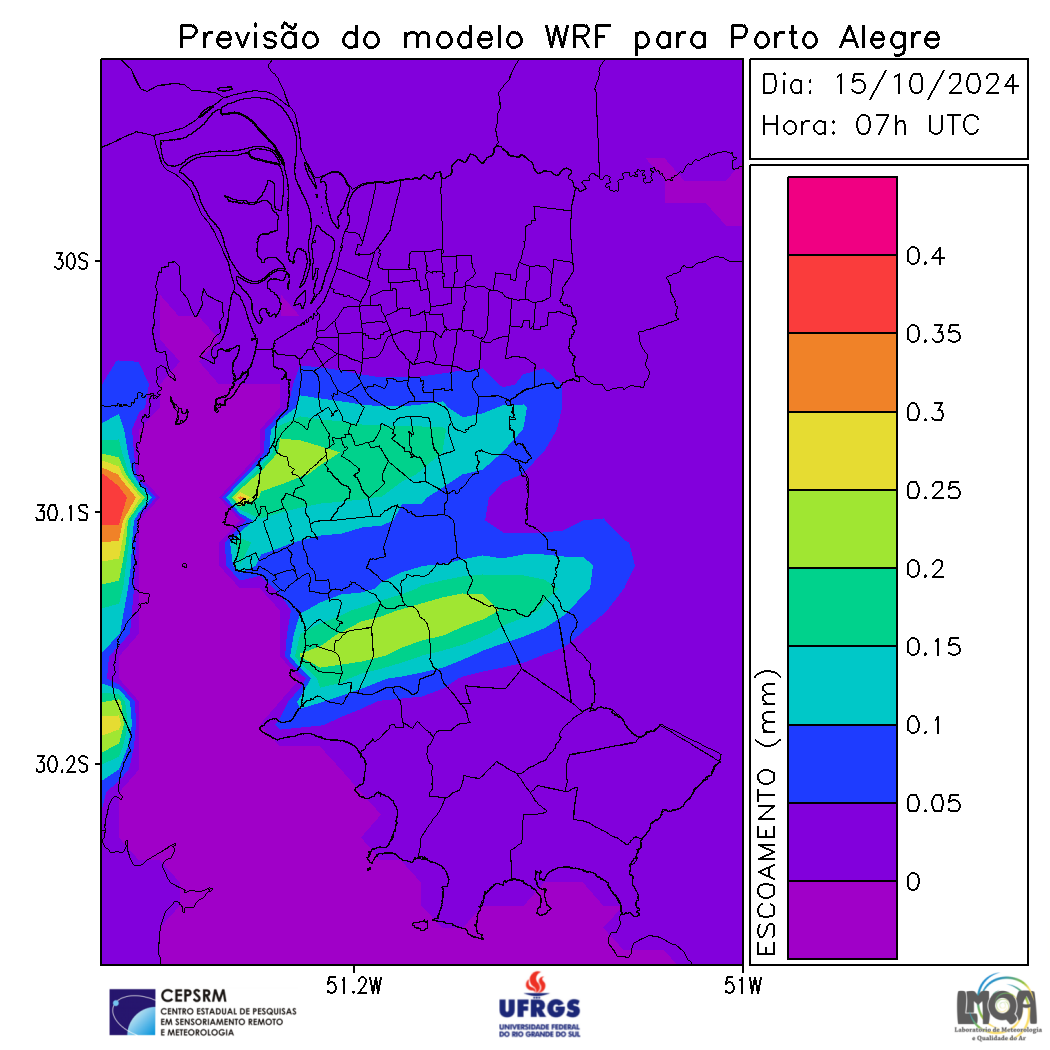 Previsão do modelo WRF para Porto Alegre
Dia: 15/10/2024
Hora: 07h UTC
30S
30.1S
30.2S
51.2W
51W
0.4
0.35
0.3
0.25
0.2
0.15
0.1
0.05
0
ESCOAMENTO (mm)
CEPSRM
CENTRO ESTADUAL DE PESQUISAS
EM SENSORIAMENTO REMOTO
E METEOROLOGIA
UFRGS
UNIVERSIDADE FEDERAL
DO RIO GRANDE DO SUL
LMQA
Laboratório de Meteorologia
e Qualidade do Ar